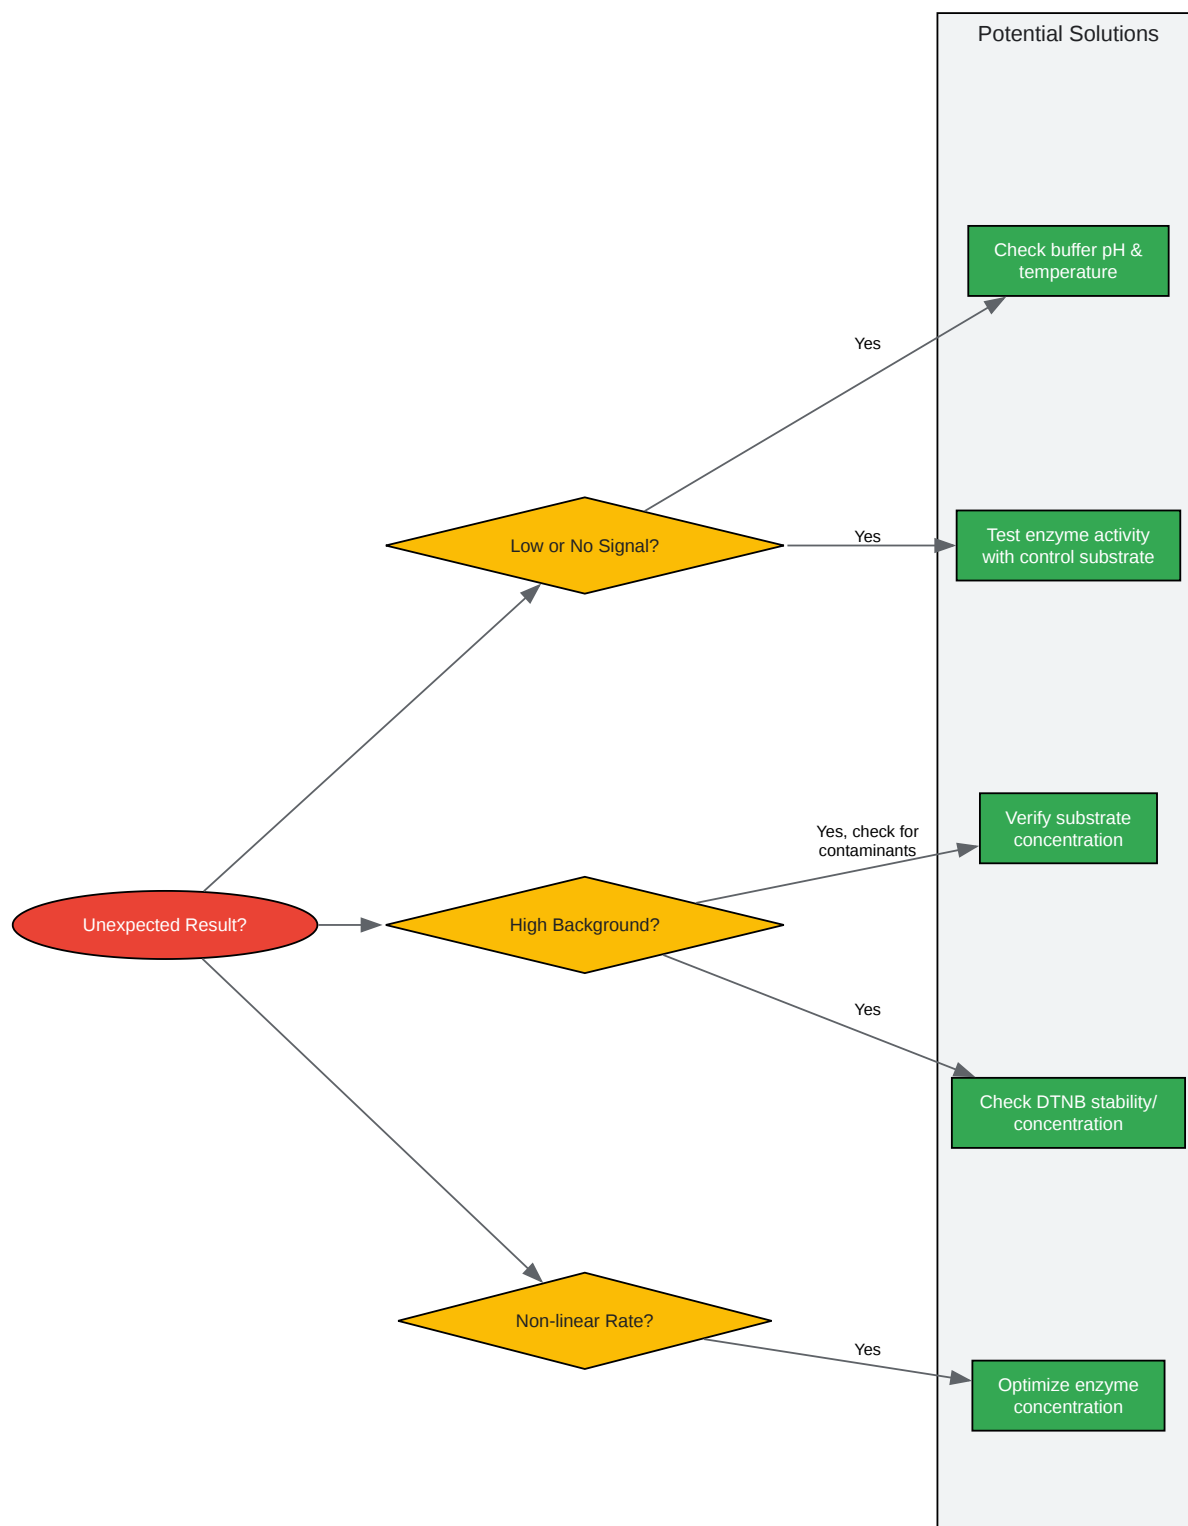 Potential Solutions
Check buffer pH &
temperature
Yes
Low or No Signal?
Yes
Test enzyme activity
with control substrate
Yes, check for
contaminants
Verify substrate
concentration
Unexpected Result?
High Background?
Yes
Check DTNB stability/
concentration
Non-linear Rate?
Yes
Optimize enzyme
concentration